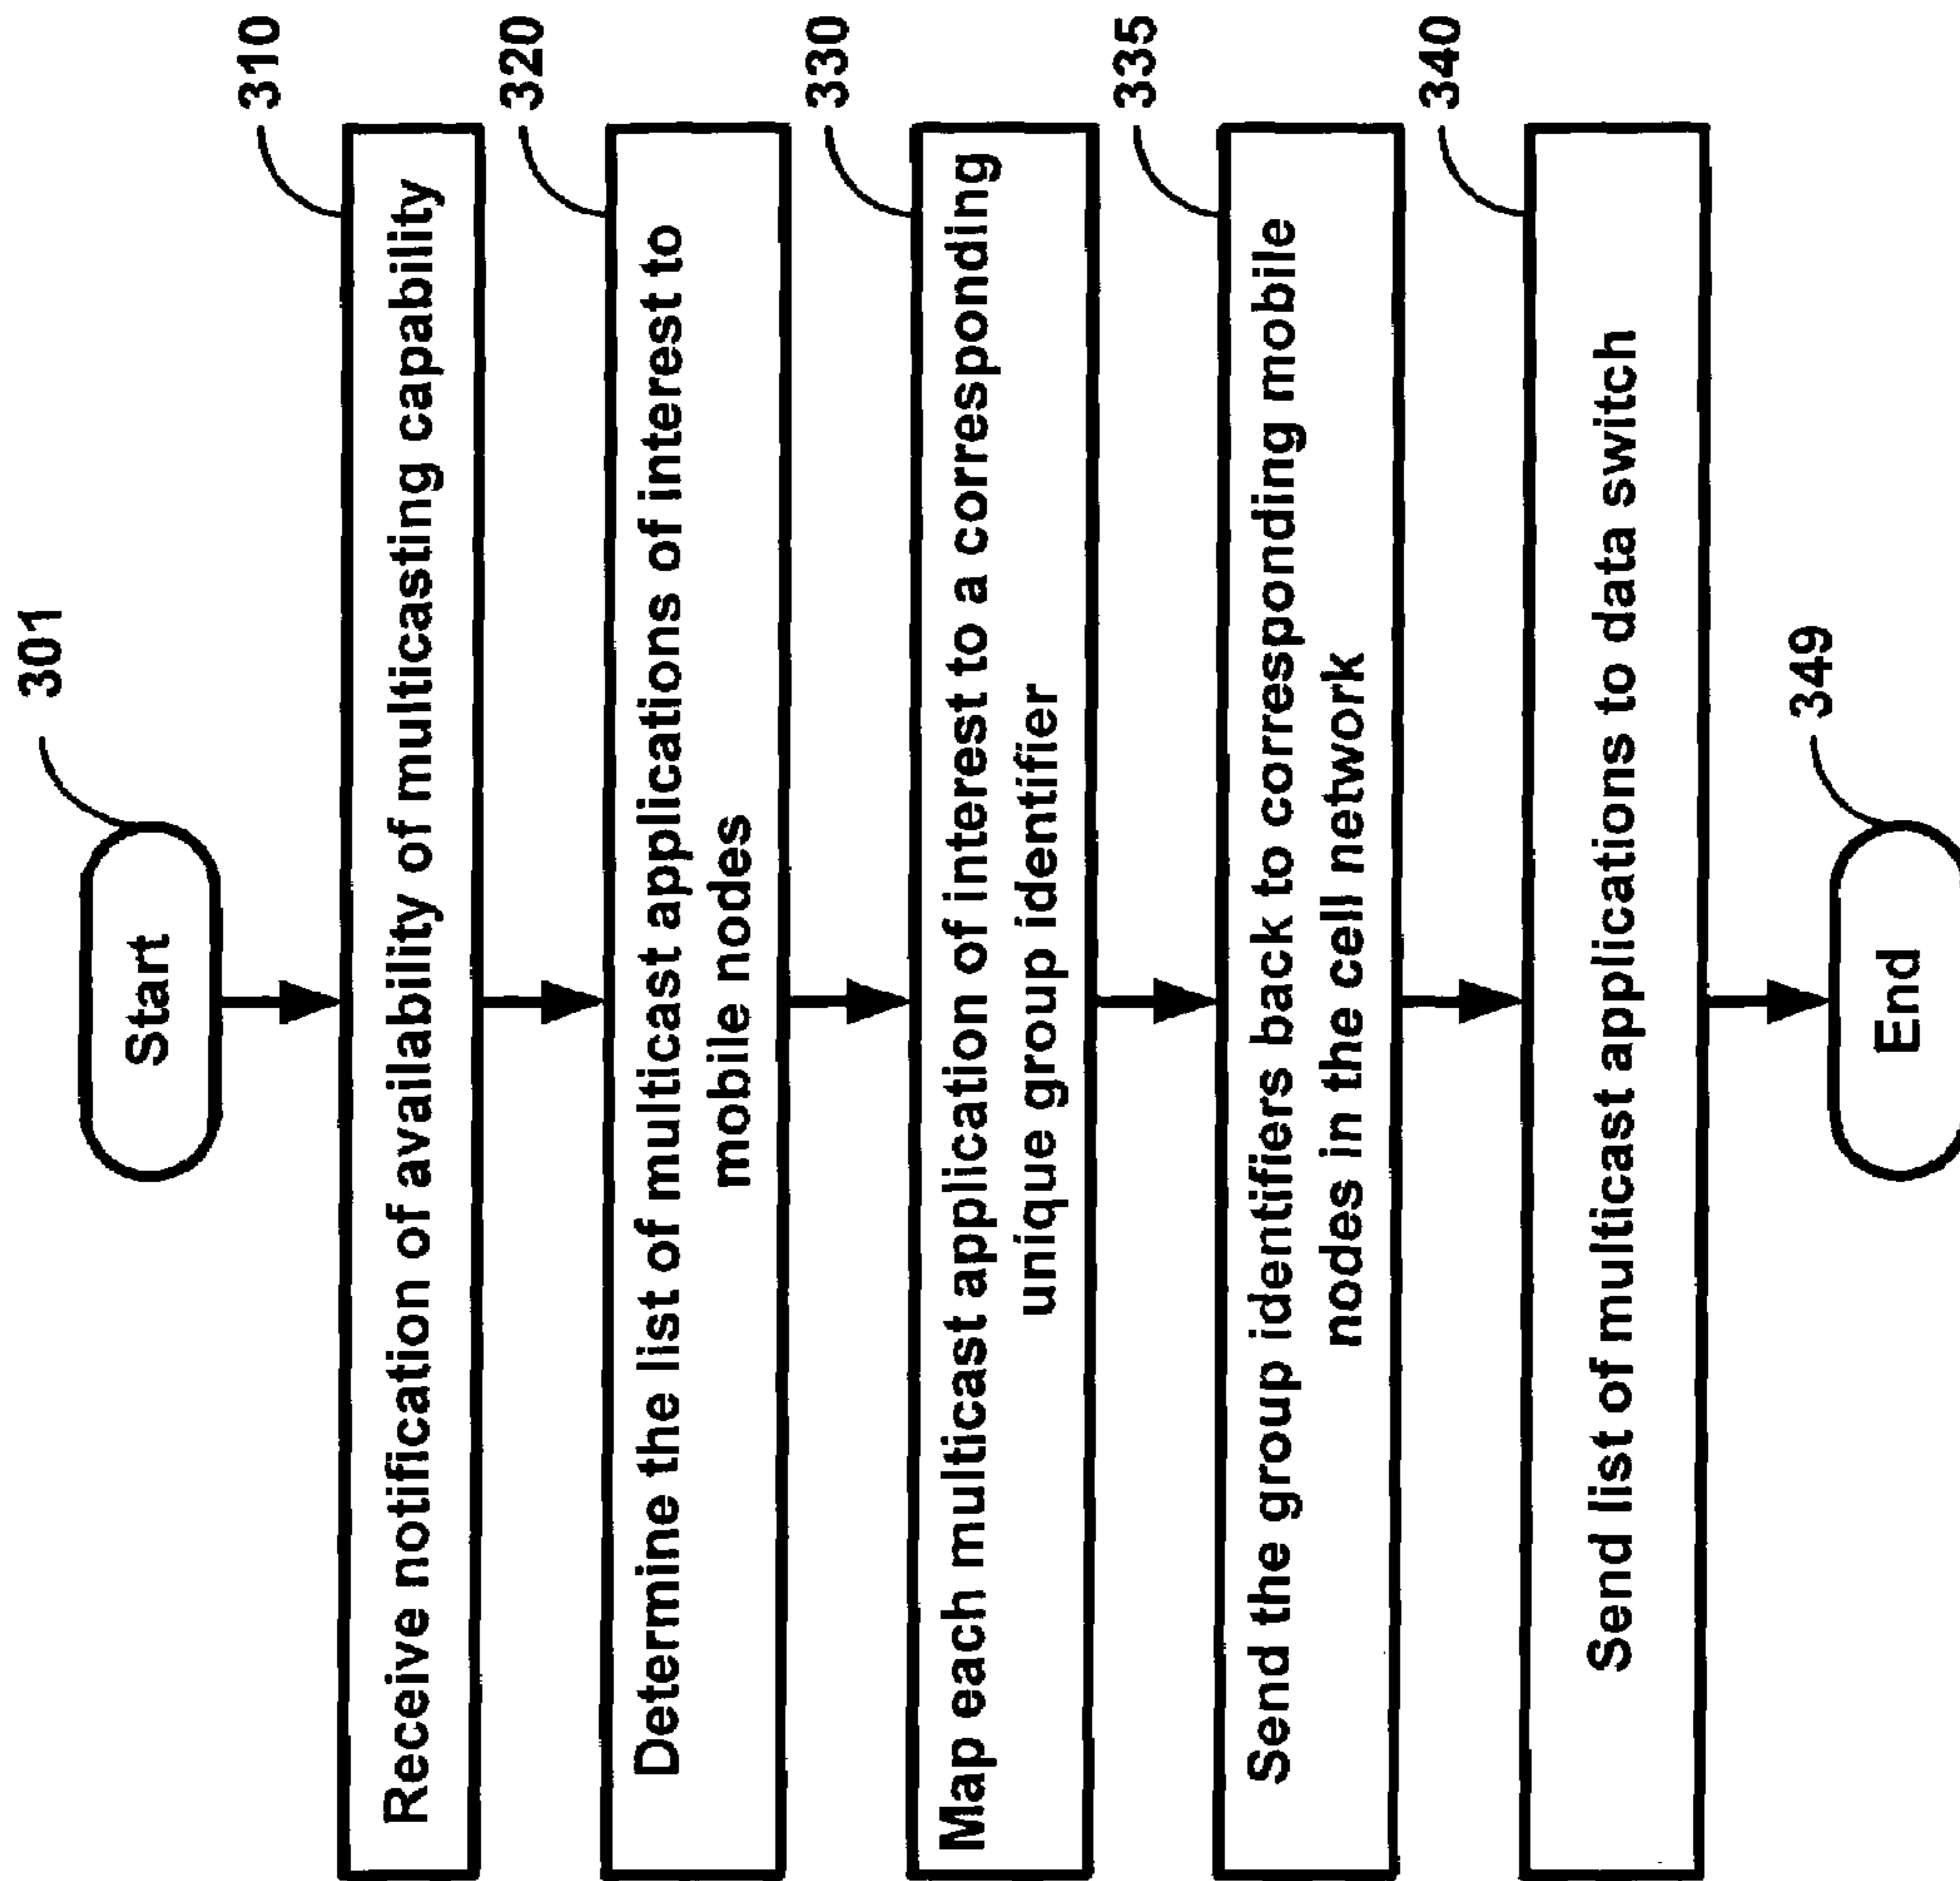 301
Start
310
Receive notification of availability of multicasting capability
320
Determine the list of multicast applications of interest to
mobile nodes
330
Map each multicast application of interest to a corresponding
unique group identifier
335
Send the group identifiers back to corresponding mobile
nodes in the cell network
340
Send list of multicast applications to data switch
349
End